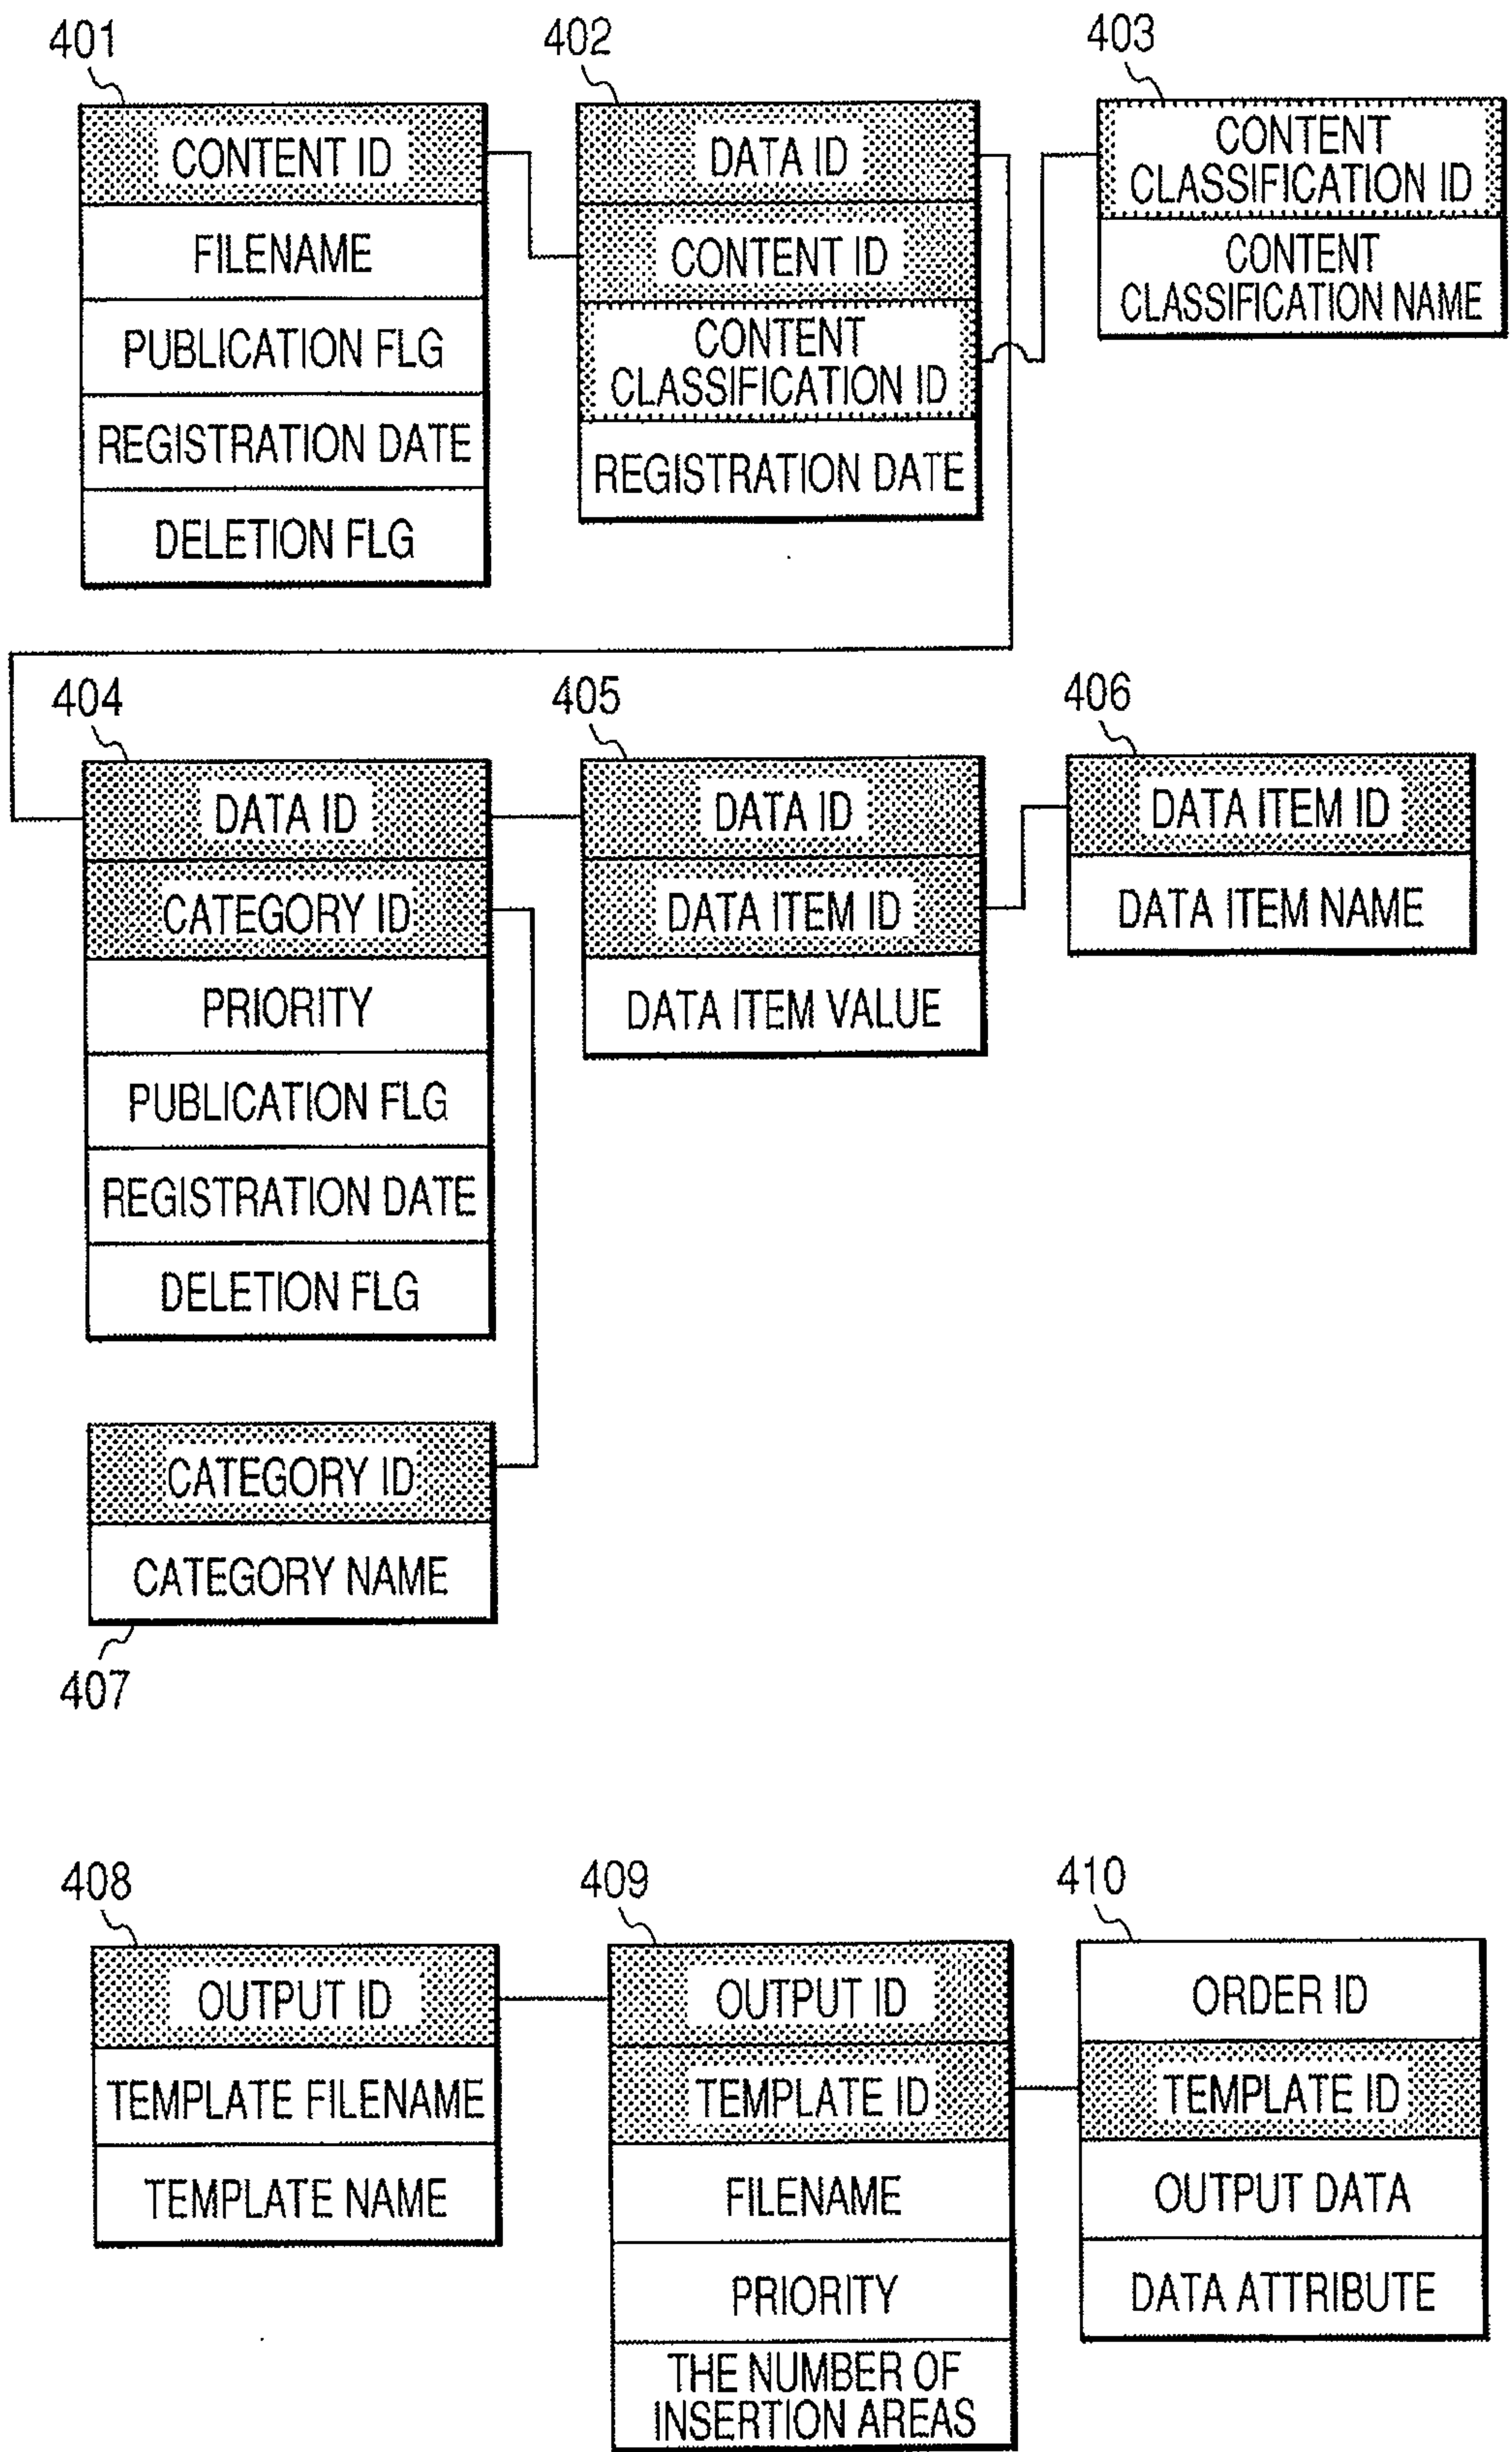 401
CONTENT ID
FILENAME
PUBLICATION FLG
REGISTRATION DATE
DELETION FLG
402
DATA ID
CONTENT ID
CONTENT
CLASSIFICATION ID
REGISTRATION DATE
403
CONTENT
CLASSIFICATION ID
CONTENT
CLASSIFICATION NAME
404
DATA ID
CATEGORY ID
PRIORITY
PUBLICATION FLG
REGISTRATION DATE
DELETION FLG
405
DATA ID
DATA ITEM ID
DATA ITEM VALUE
406
DATA ITEM ID
DATA ITEM NAME
CATEGORY ID
CATEGORY NAME
407
408
OUTPUT ID
TEMPLATE FILENAME
TEMPLATE NAME
409
OUTPUT ID
TEMPLATE ID
FILENAME
PRIORITY
THE NUMBER OF
INSERTION AREAS
410
ORDER ID
TEMPLATE ID
OUTPUT DATA
DATA ATTRIBUTE